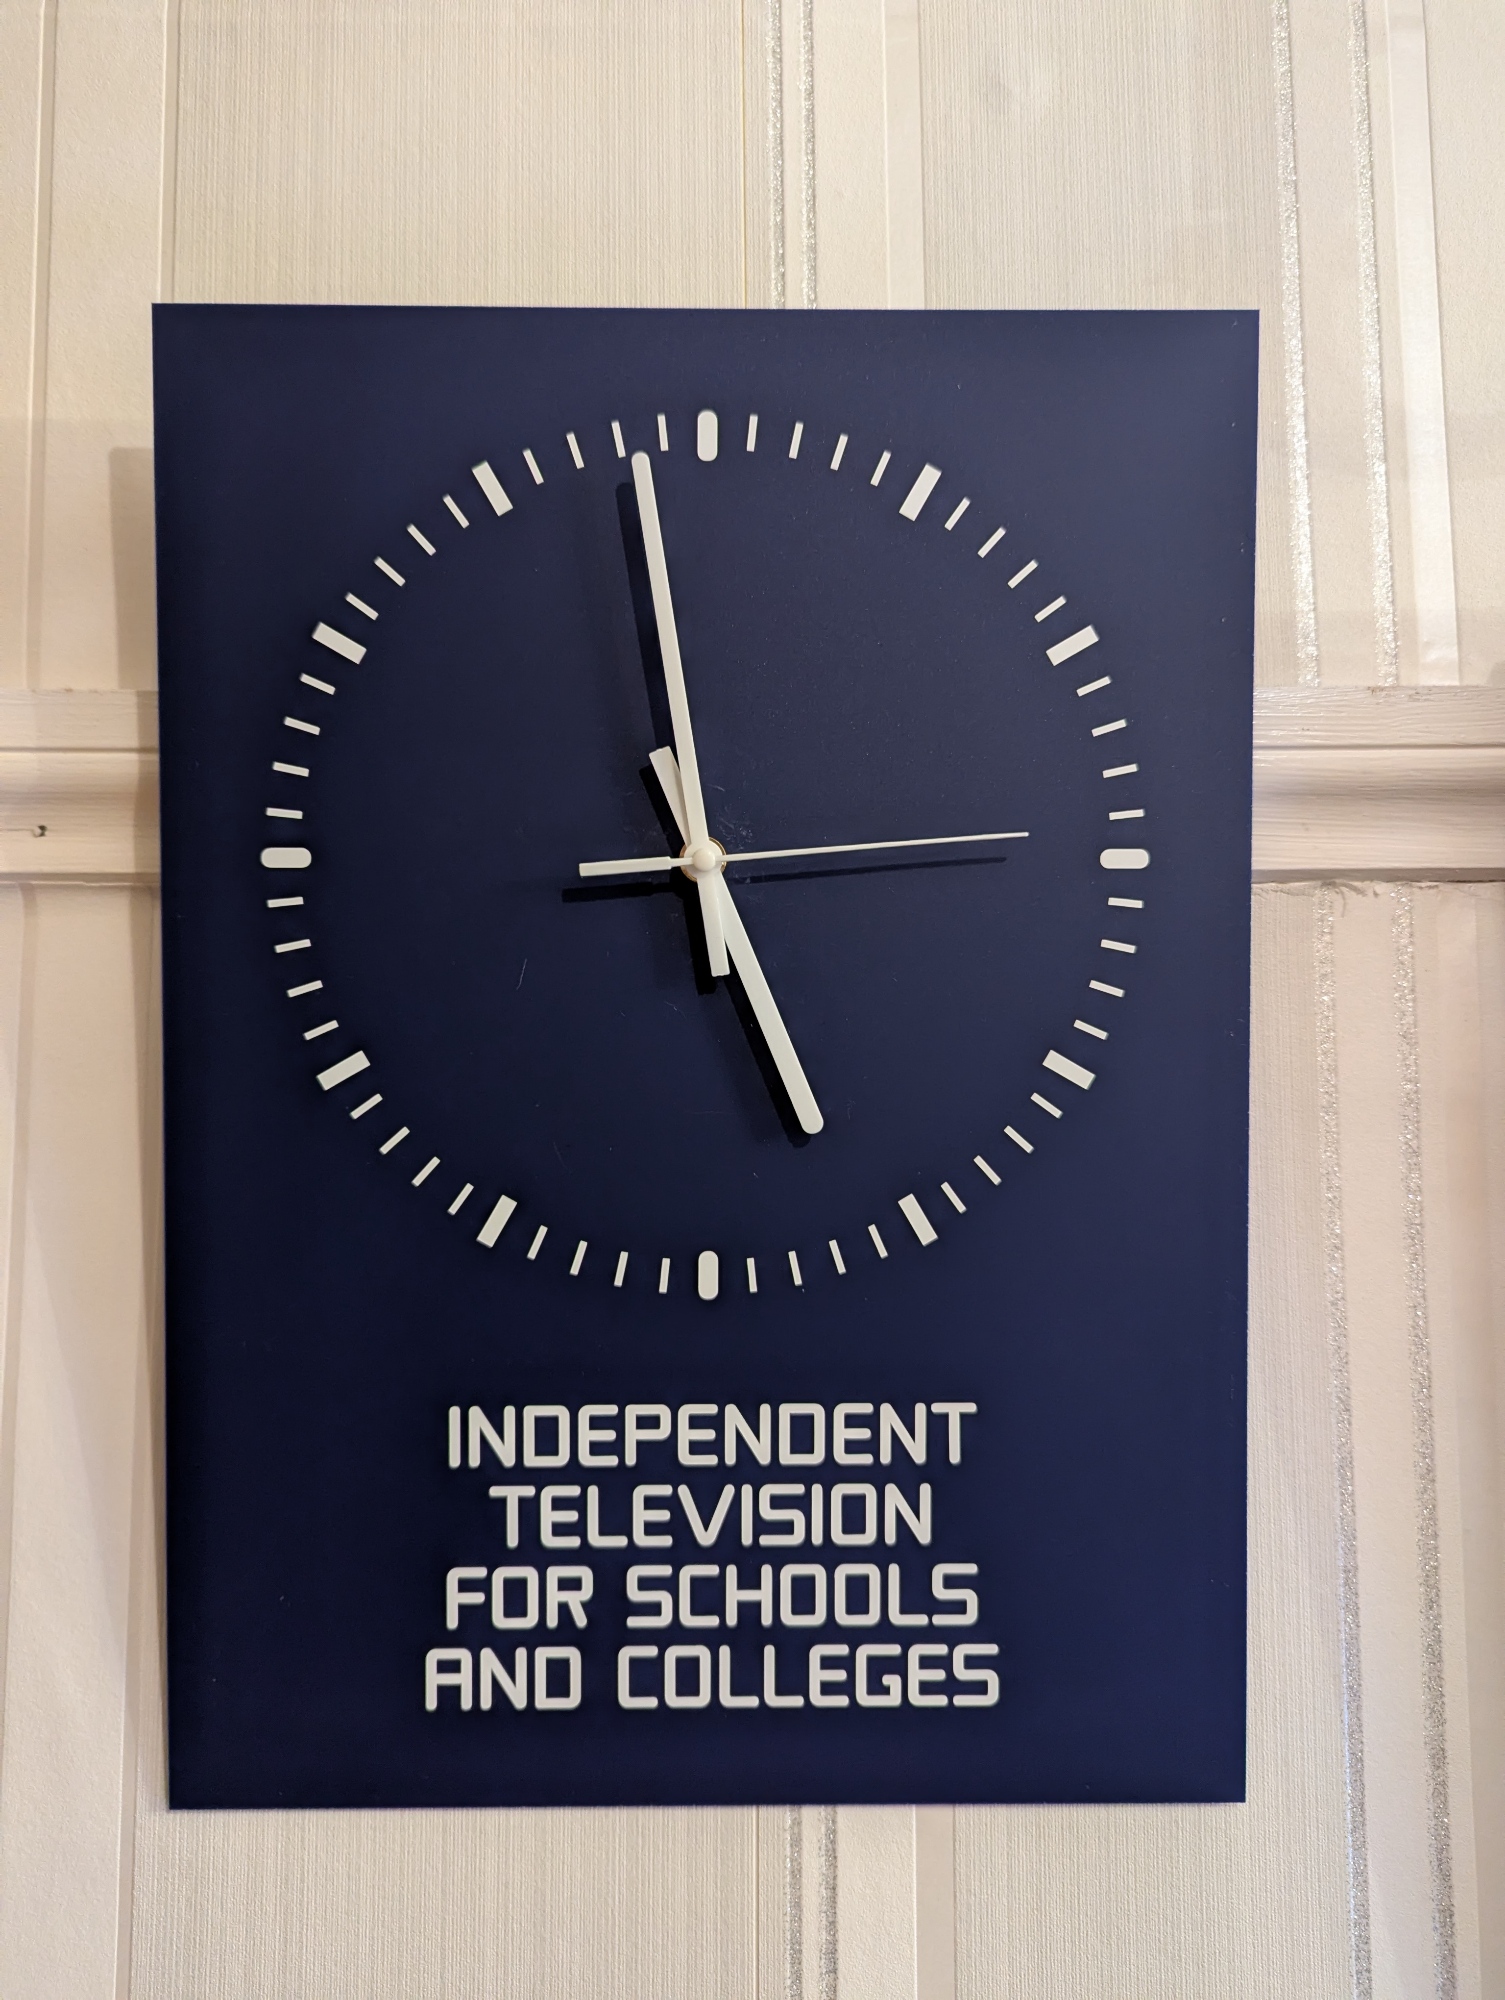 INDEPENDENT
TELEVISION
FOR SCHOOLS
AND COLLEGES